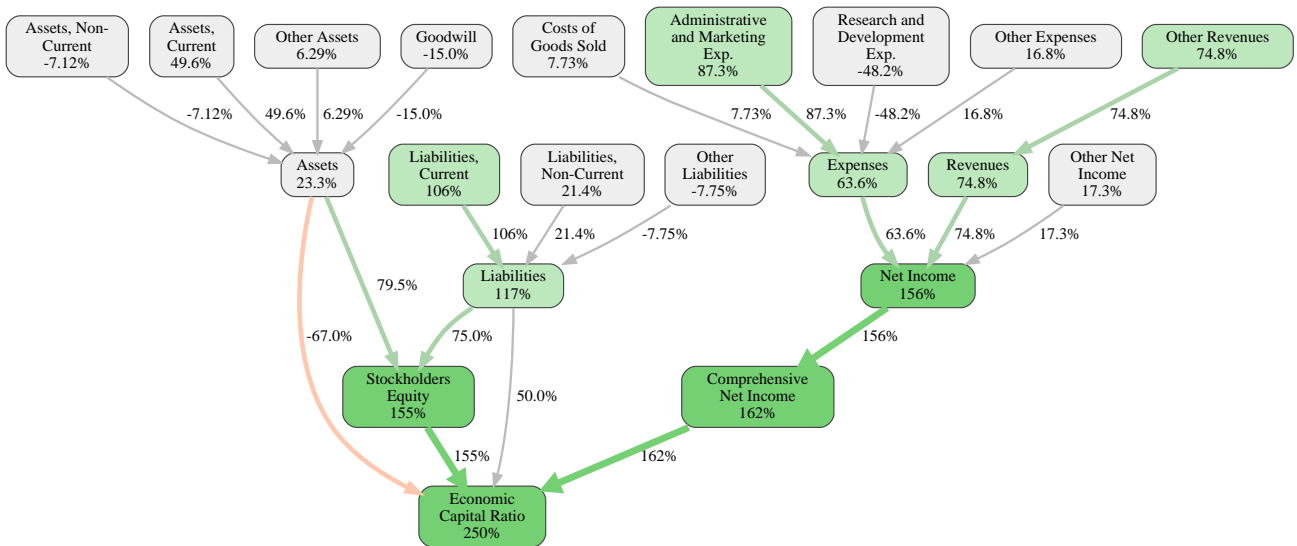 Assets, Non-
Current
-7.12%
Assets,
Current
49.6%
Other Assets
6.29%
Goodwill
-15.0%
Costs of
Goods Sold
7.73%
Administrative
and Marketing
Exp.
87.3%
Research and
Development
Exp.
-48.2%
Other Expenses
16.8%
Other Revenues
74.8%
-7.12%
49.6%
6.29%
-15.0%
7.73%
87.3%
-48.2%
16.8%
74.8%
Assets
23.3%
Liabilities,
Current
106%
Liabilities,
Non-Current
21.4%
Other
Liabilities
-7.75%
Expenses
63.6%
Revenues
74.8%
Other Net
Income
17.3%
106%
21.4%
-7.75%
63.6%
74.8%
17.3%
79.5%
Liabilities
117%
Net Income
156%
-67.0%
75.0%
156%
Stockholders
Equity
155%
50.0%
Comprehensive
Net Income
162%
155%
162%
Economic
Capital Ratio
250%